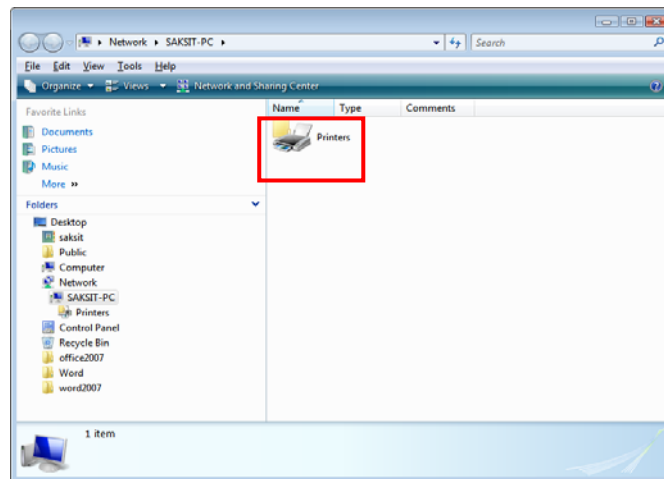 Network ▸ SAKSIT-PC ▸
Search
File Edit View Tools Help
Organize Views Network and Sharing Center
Favorite Links
Documents
Pictures
Music
More »
Folders
Desktop
saksit
Public
Computer
Network
SAKSIT-PC
Printers
Control Panel
Recycle Bin
office2007
Word
word2007
Name Type Comments
Printers
1 item